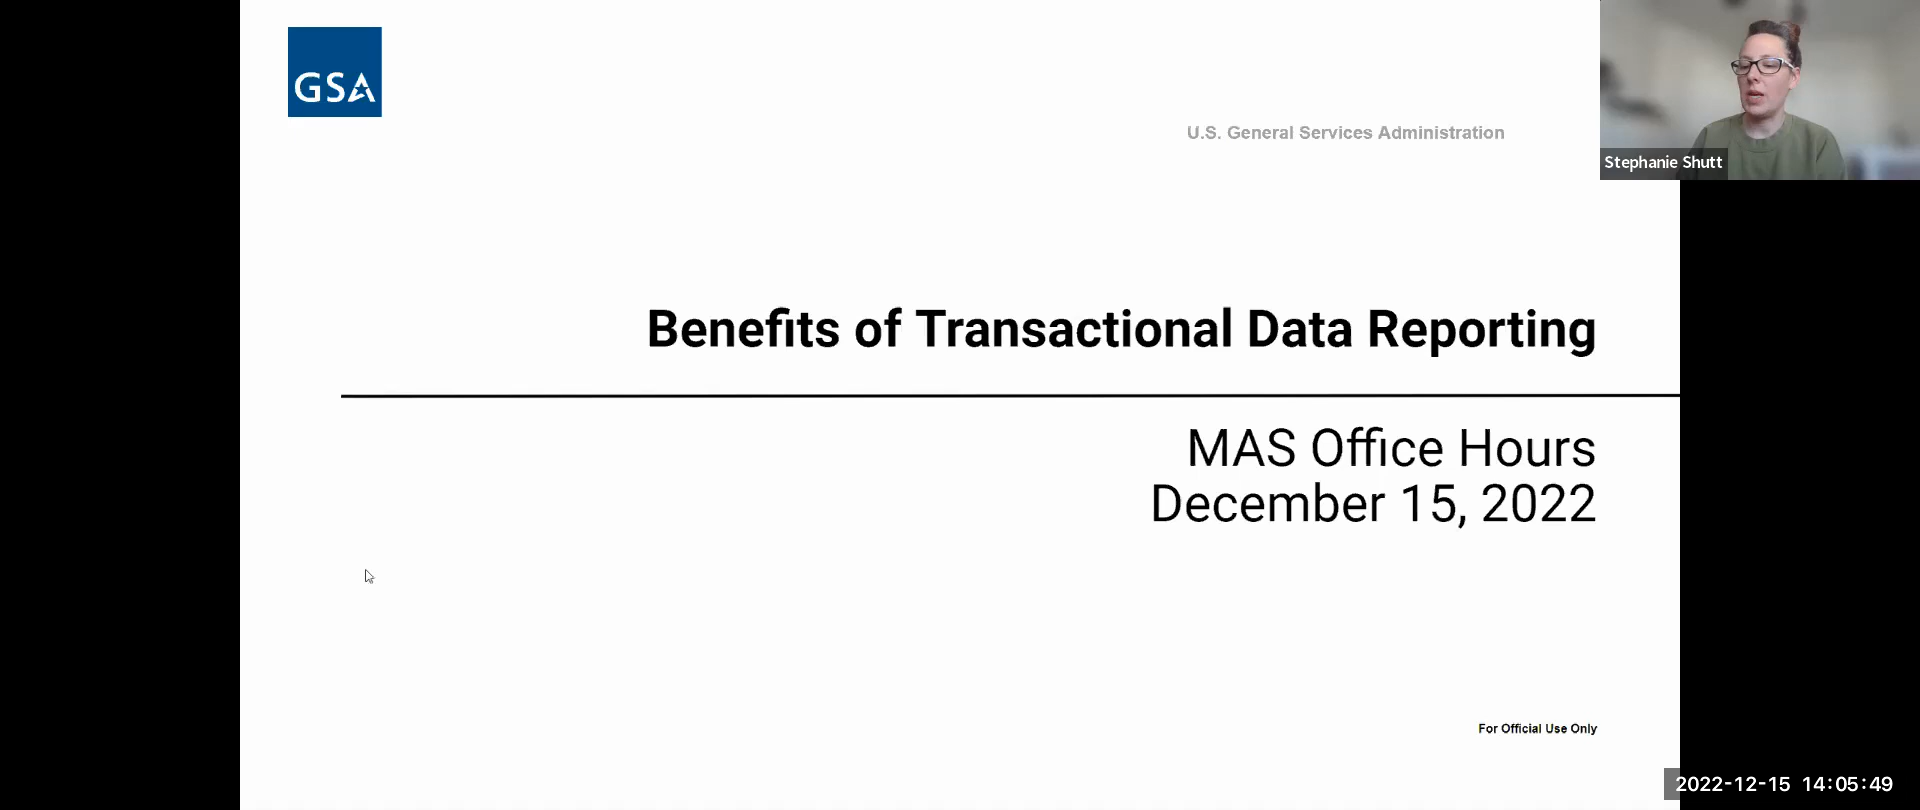 GSA
U.S. General Services Administration
Stephanie Shutt
Benefits of Transactional Data Reporting
MAS Office Hours
December 15, 2022
For Official Use Only
2022-12-15 14:05:49